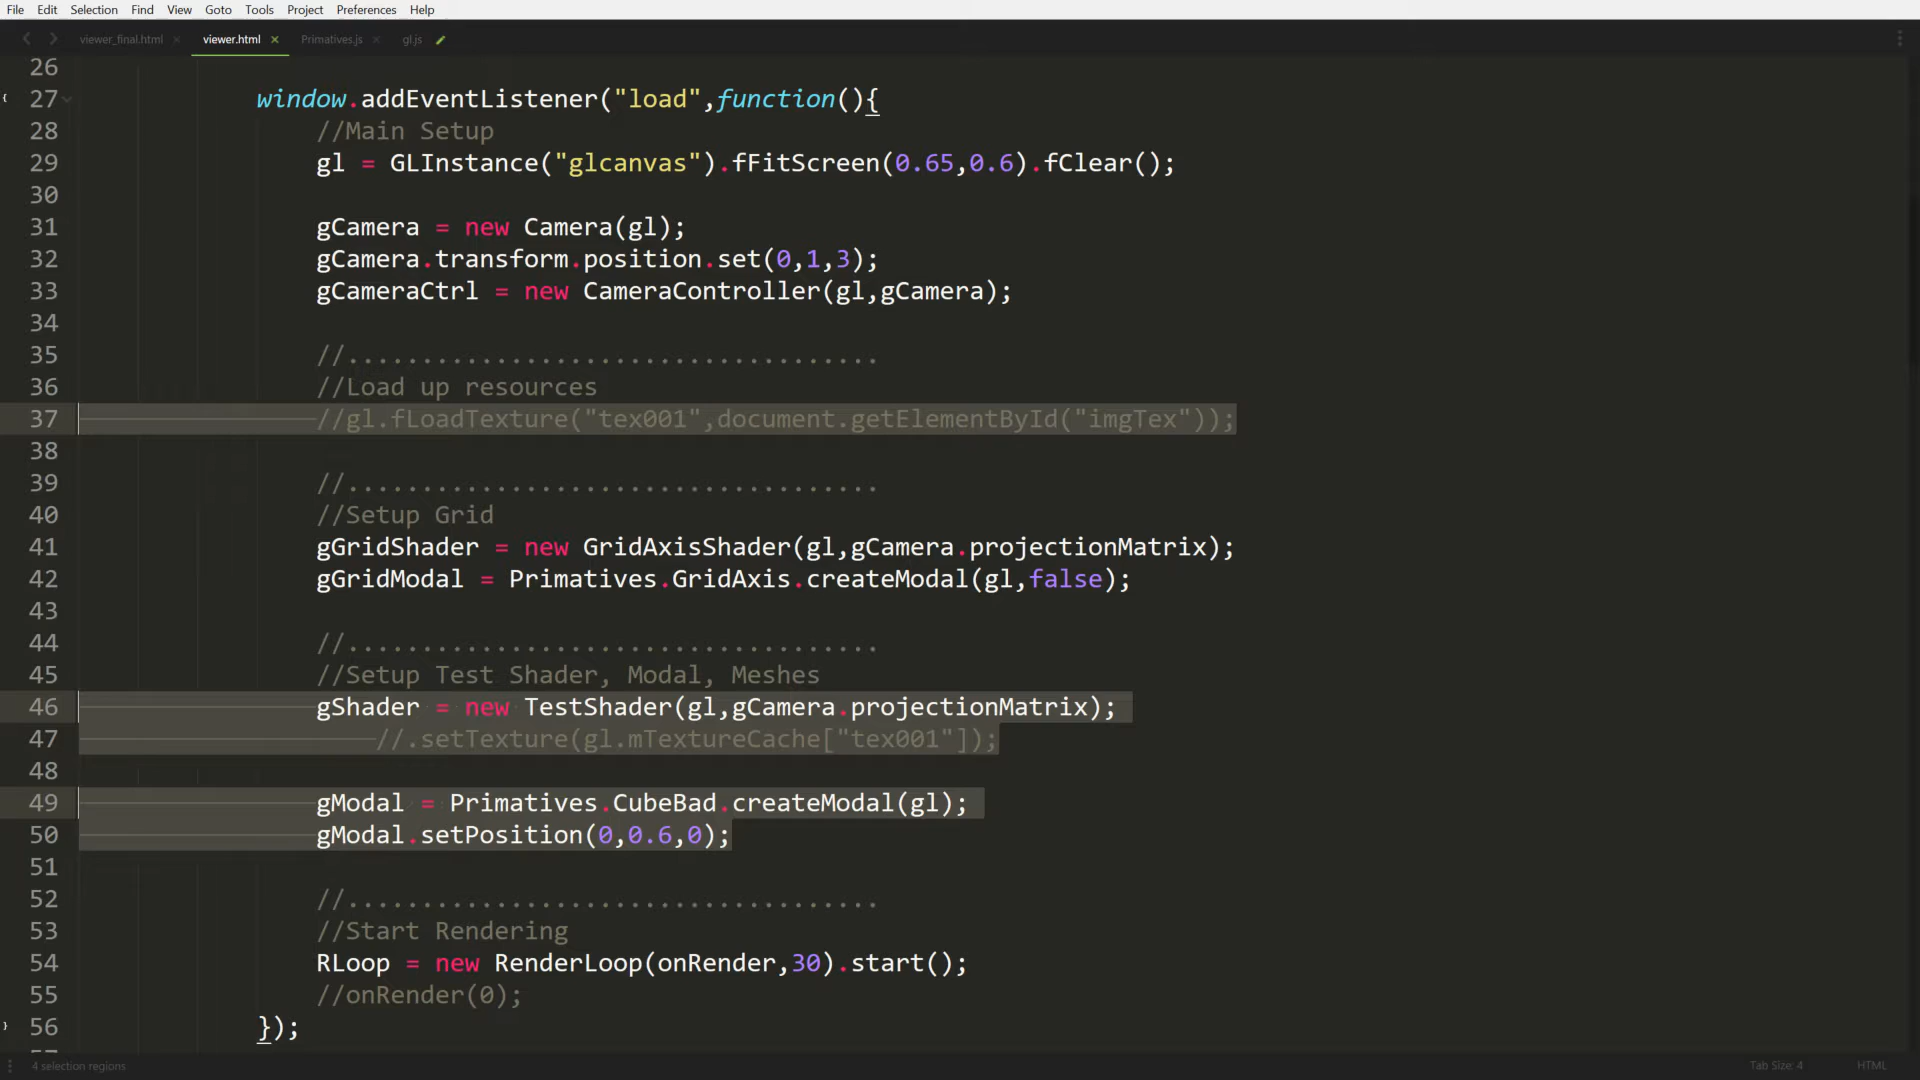 File Edit Selection Find View Goto Tools Project Preferences Help
viewer_final.html × viewer.html × Primatives.js × gl.js
26
27 window.addEventListener("load",function(){
28 //Main Setup
29 gl = GLInstance("glcanvas").fFitScreen(0.65,0.6).fClear();
30
31 gCamera = new Camera(gl);
32 gCamera.transform.position.set(0,1,3);
33 gCameraCtrl = new CameraController(gl,gCamera);
34
35 //....................................
36 //Load up resources
37 //gl.fLoadTexture("tex001",document.getElementById("imgTex"));
38
39 //....................................
40 //Setup Grid
41 gGridShader = new GridAxisShader(gl,gCamera.projectionMatrix);
42 gGridModal = Primatives.GridAxis.createModal(gl,false);
43
44 //....................................
45 //Setup Test Shader, Modal, Meshes
46 gShader = new TestShader(gl,gCamera.projectionMatrix);
47 //.setTexture(gl.mTextureCache["tex001"]);
48
49 gModal = Primatives.CubeBad.createModal(gl);
50 gModal.setPosition(0,0.6,0);
51
52 //....................................
53 //Start Rendering
54 RLoop = new RenderLoop(onRender,30).start();
55 //onRender(0);
56 });
4 selection regions Tab Size: 4 HTML